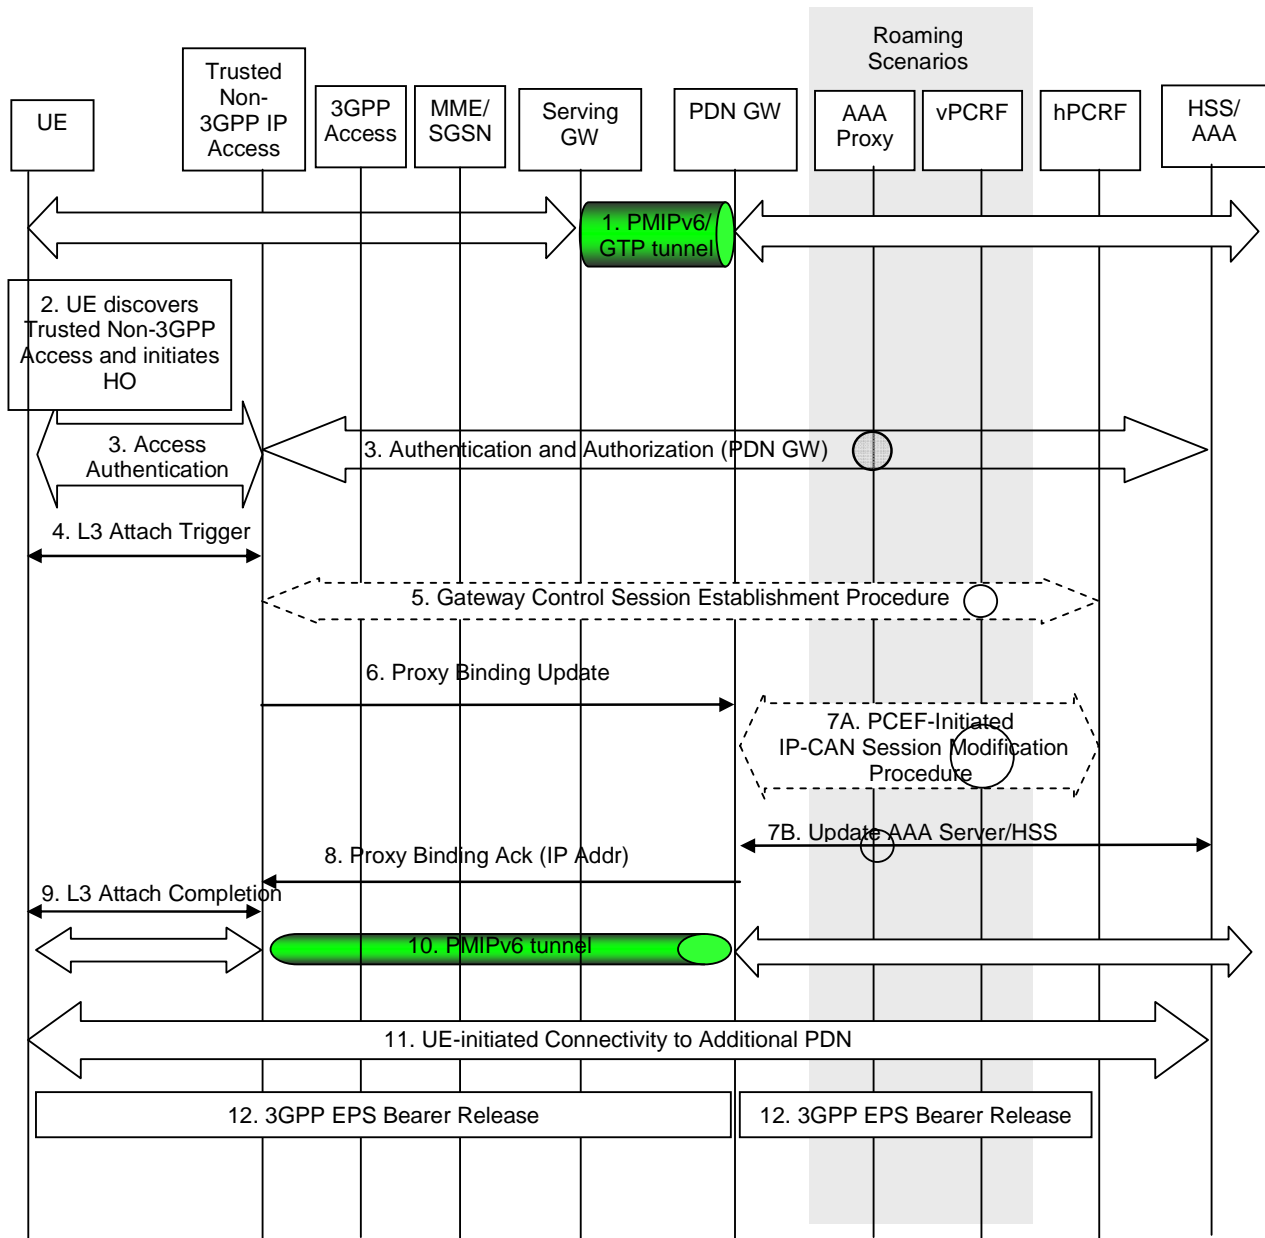 Roaming
Scenarios
UE
Trusted
Non-
3GPP IP
Access
3GPP
Access
MME/
SGSN
Serving
GW
PDN GW
AAA
Proxy
vPCRF
hPCRF
HSS/
AAA
1. PMIPv6/
GTP tunnel
2. UE discovers
Trusted Non-3GPP
Access and initiates
HO
3. Access
Authentication
3. Authentication and Authorization (PDN GW)
4. L3 Attach Trigger
5. Gateway Control Session Establishment Procedure
6. Proxy Binding Update
7A. PCEF-Initiated
IP-CAN Session Modification
Procedure
7B. Update AAA Server/HSS
8. Proxy Binding Ack (IP Addr)
9. L3 Attach Completion
10. PMIPv6 tunnel
11. UE-initiated Connectivity to Additional PDN
12. 3GPP EPS Bearer Release
12. 3GPP EPS Bearer Release